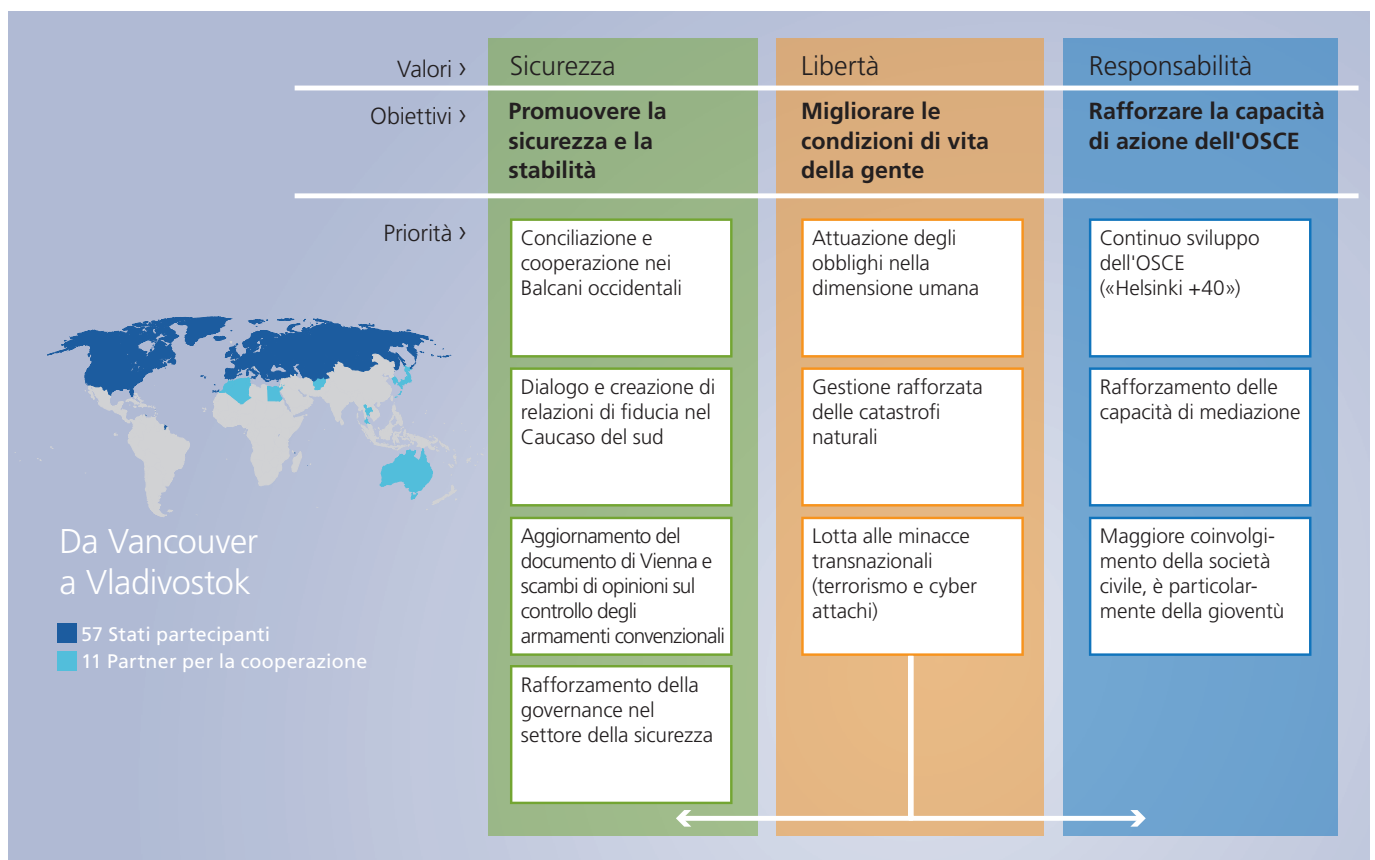 Valori ›
Sicurezza
Libertà
Responsabilità
Obiettivi ›
Promuovere la
sicurezza e la
stabilità
Migliorare le
condizioni di vita
della gente
Rafforzare la capacità
di azione dell'OSCE
Priorità ›
Conciliazione e
cooperazione nei
Balcani occidentali
Attuazione degli
obblighi nella
dimensione umana
Continuo sviluppo
dell'OSCE
(«Helsinki +40»)
Dialogo e creazione di
relazioni di fiducia nel
Caucaso del sud
Gestione rafforzata
delle catastrofi
naturali
Rafforzamento delle
capacità di mediazione
Aggiornamento del
documento di Vienna e
scambi di opinioni sul
controllo degli
armamenti convenzionali
Lotta alle minacce
transnazionali
(terrorismo e cyber
attachi)
Maggiore coinvolgi-
mento della società
civile, è particolar-
mente della gioventù
Rafforzamento della
governance nel
settore della sicurezza
Da Vancouver
a Vladivostok
57 Stati partecipanti
11 Partner per la cooperazione